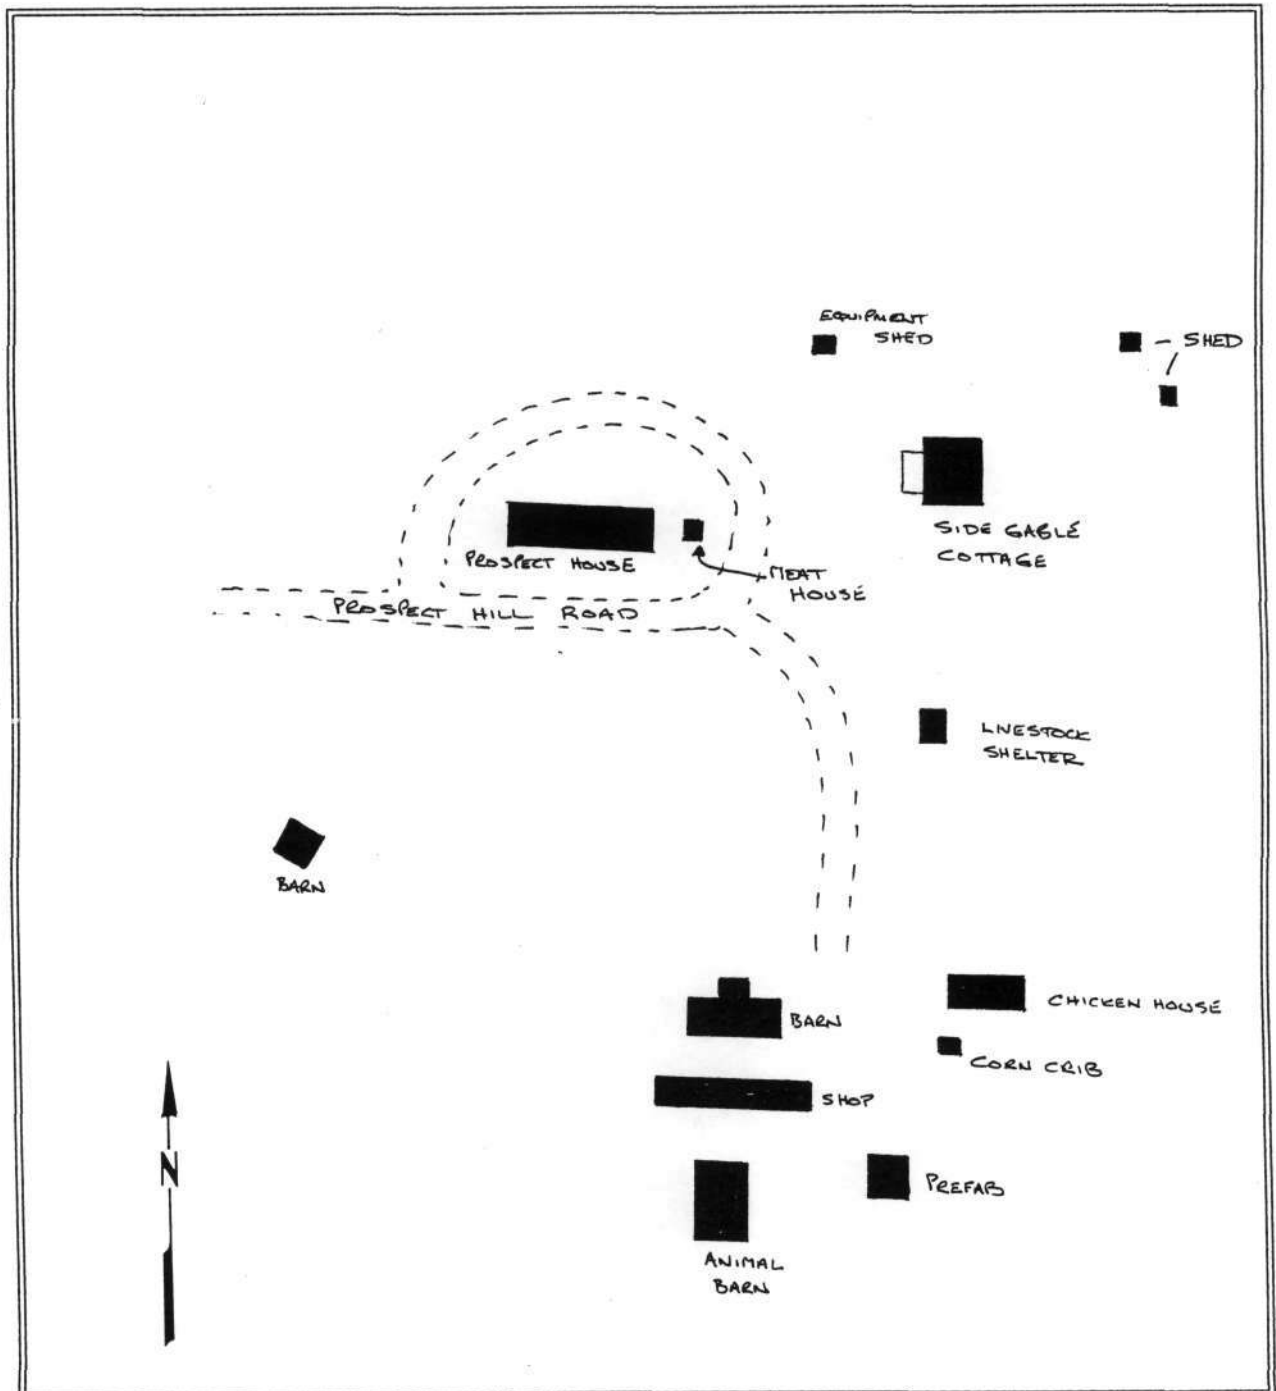 EQUIPMENT
SHED
SHED
SIDE GABLE
COTTAGE
PROSPECT HOUSE
MEAT
HOUSE
PROSPECT HILL ROAD
LIVESTOCK
SHELTER
BARN
CHICKEN HOUSE
BARN
CORN CRIB
SHOP
N
PREFAB
ANIMAL
BARN